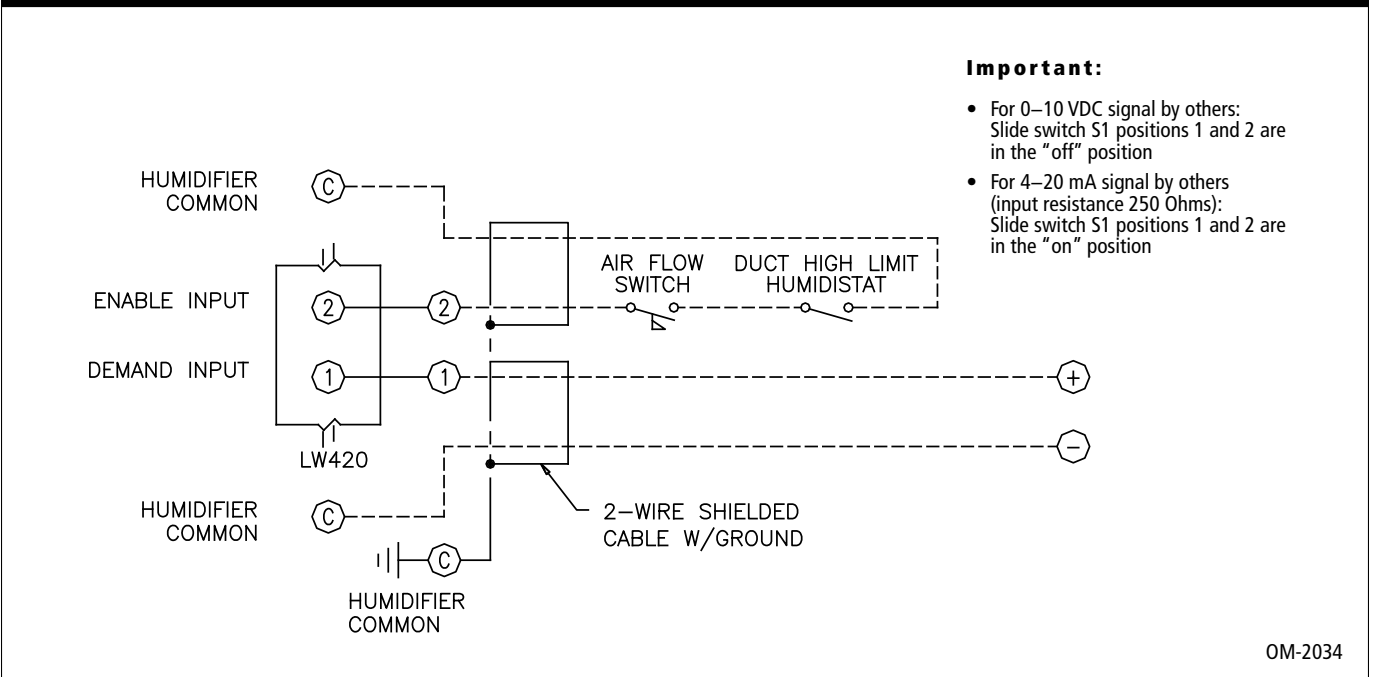 Important:
• For 0–10 VDC signal by others:
Slide switch S1 positions 1 and 2 are
in the “off” position
• For 4–20 mA signal by others
(input resistance 250 Ohms):
Slide switch S1 positions 1 and 2 are
in the “on” position
HUMIDIFIER
COMMON
C
AIR FLOW
SWITCH
DUCT HIGH LIMIT
HUMIDISTAT
ENABLE INPUT
2
2
DEMAND INPUT
1
1
+
−
LW420
HUMIDIFIER
COMMON
C
2–WIRE SHIELDED
CABLE W/GROUND
C
HUMIDIFIER
COMMON
OM-2034